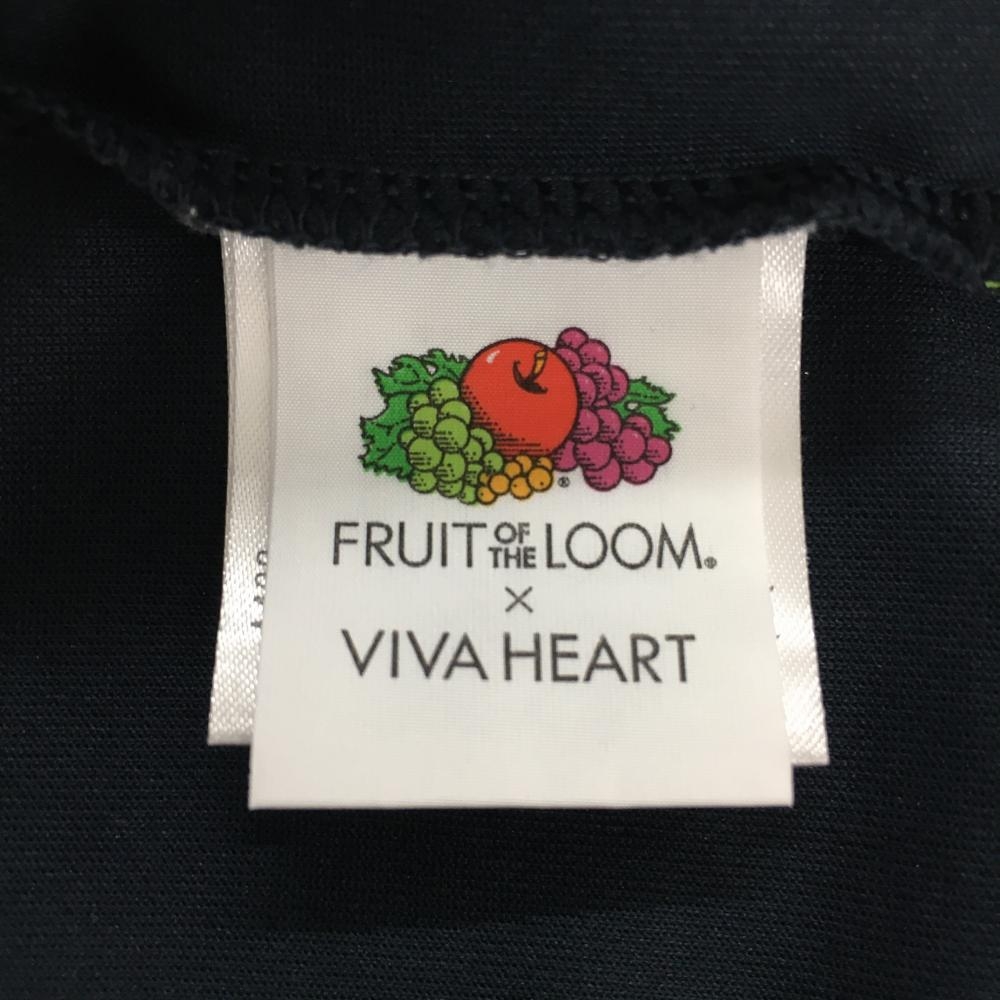 FRUIT OF THE LOOM®
×
VIVA HEART